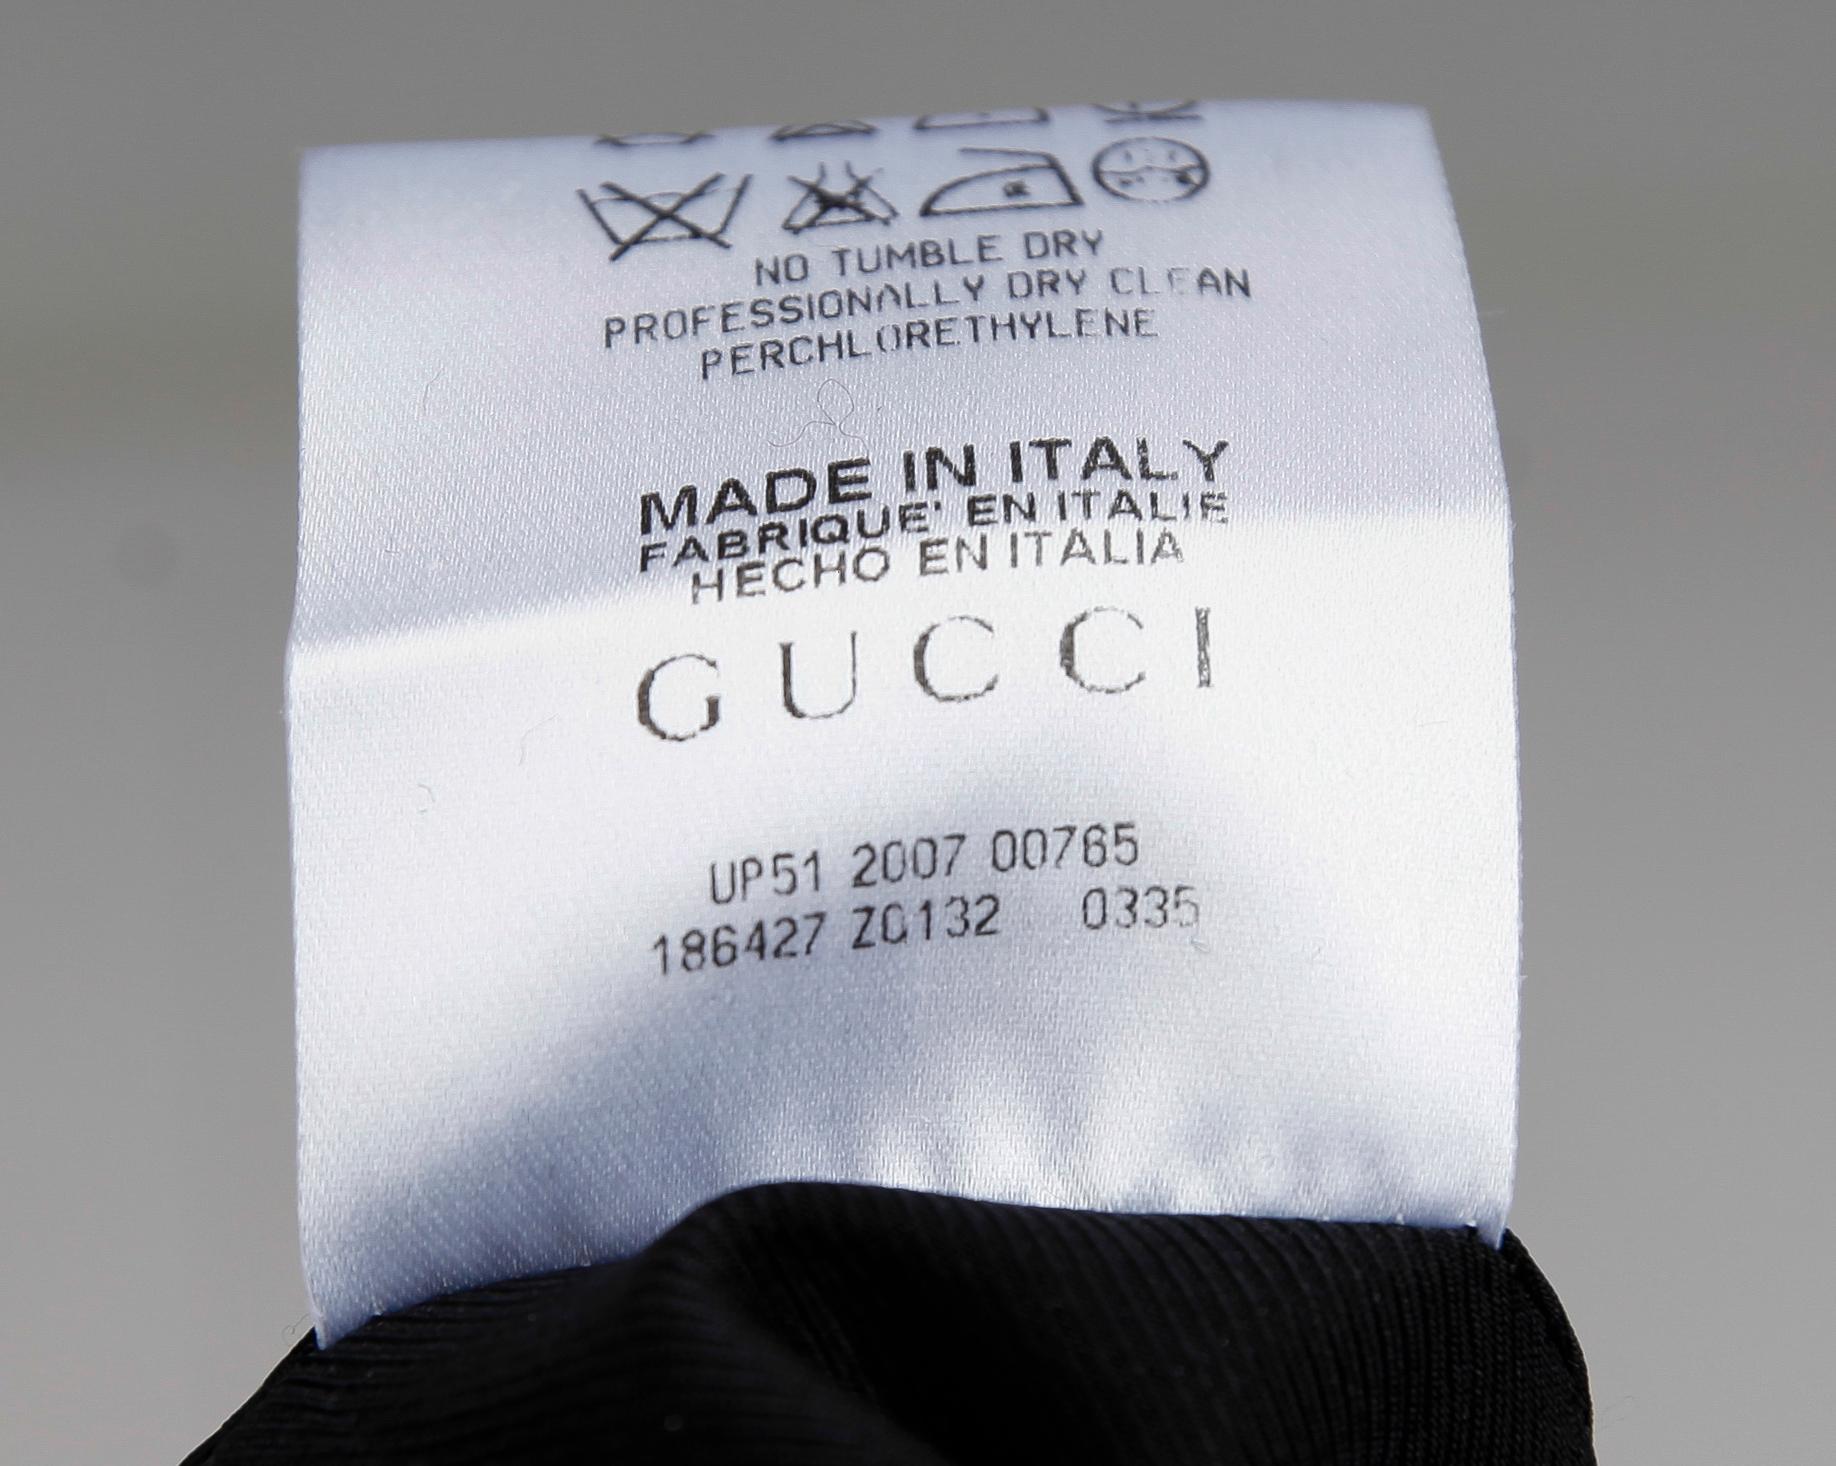 NO TUMBLE DRY
PROFESSIONALLY DRY CLEAN
PERCHLORETHYLENE
MADE IN ITALY
FABRIQUE' EN ITALIE
HECHO EN ITALIA
GUCCI
UP51 2007 00765
186427 ZG132 0335